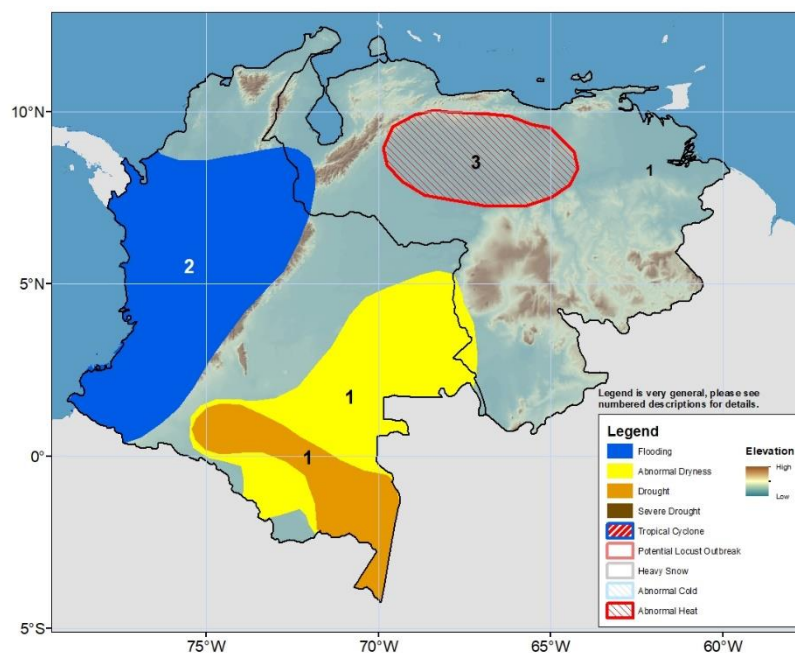 10°N
3
1
2
5°N
1
Legend is very general, please see
numbered descriptions for details.
Legend
Flooding
Abnormal Dryness
Drought
Severe Drought
Tropical Cyclone
Potential Locust Outbreak
Heavy Snow
Abnormal Cold
Abnormal Heat
Elevation
High
Low
0°
1
5°S
75°W
70°W
65°W
60°W